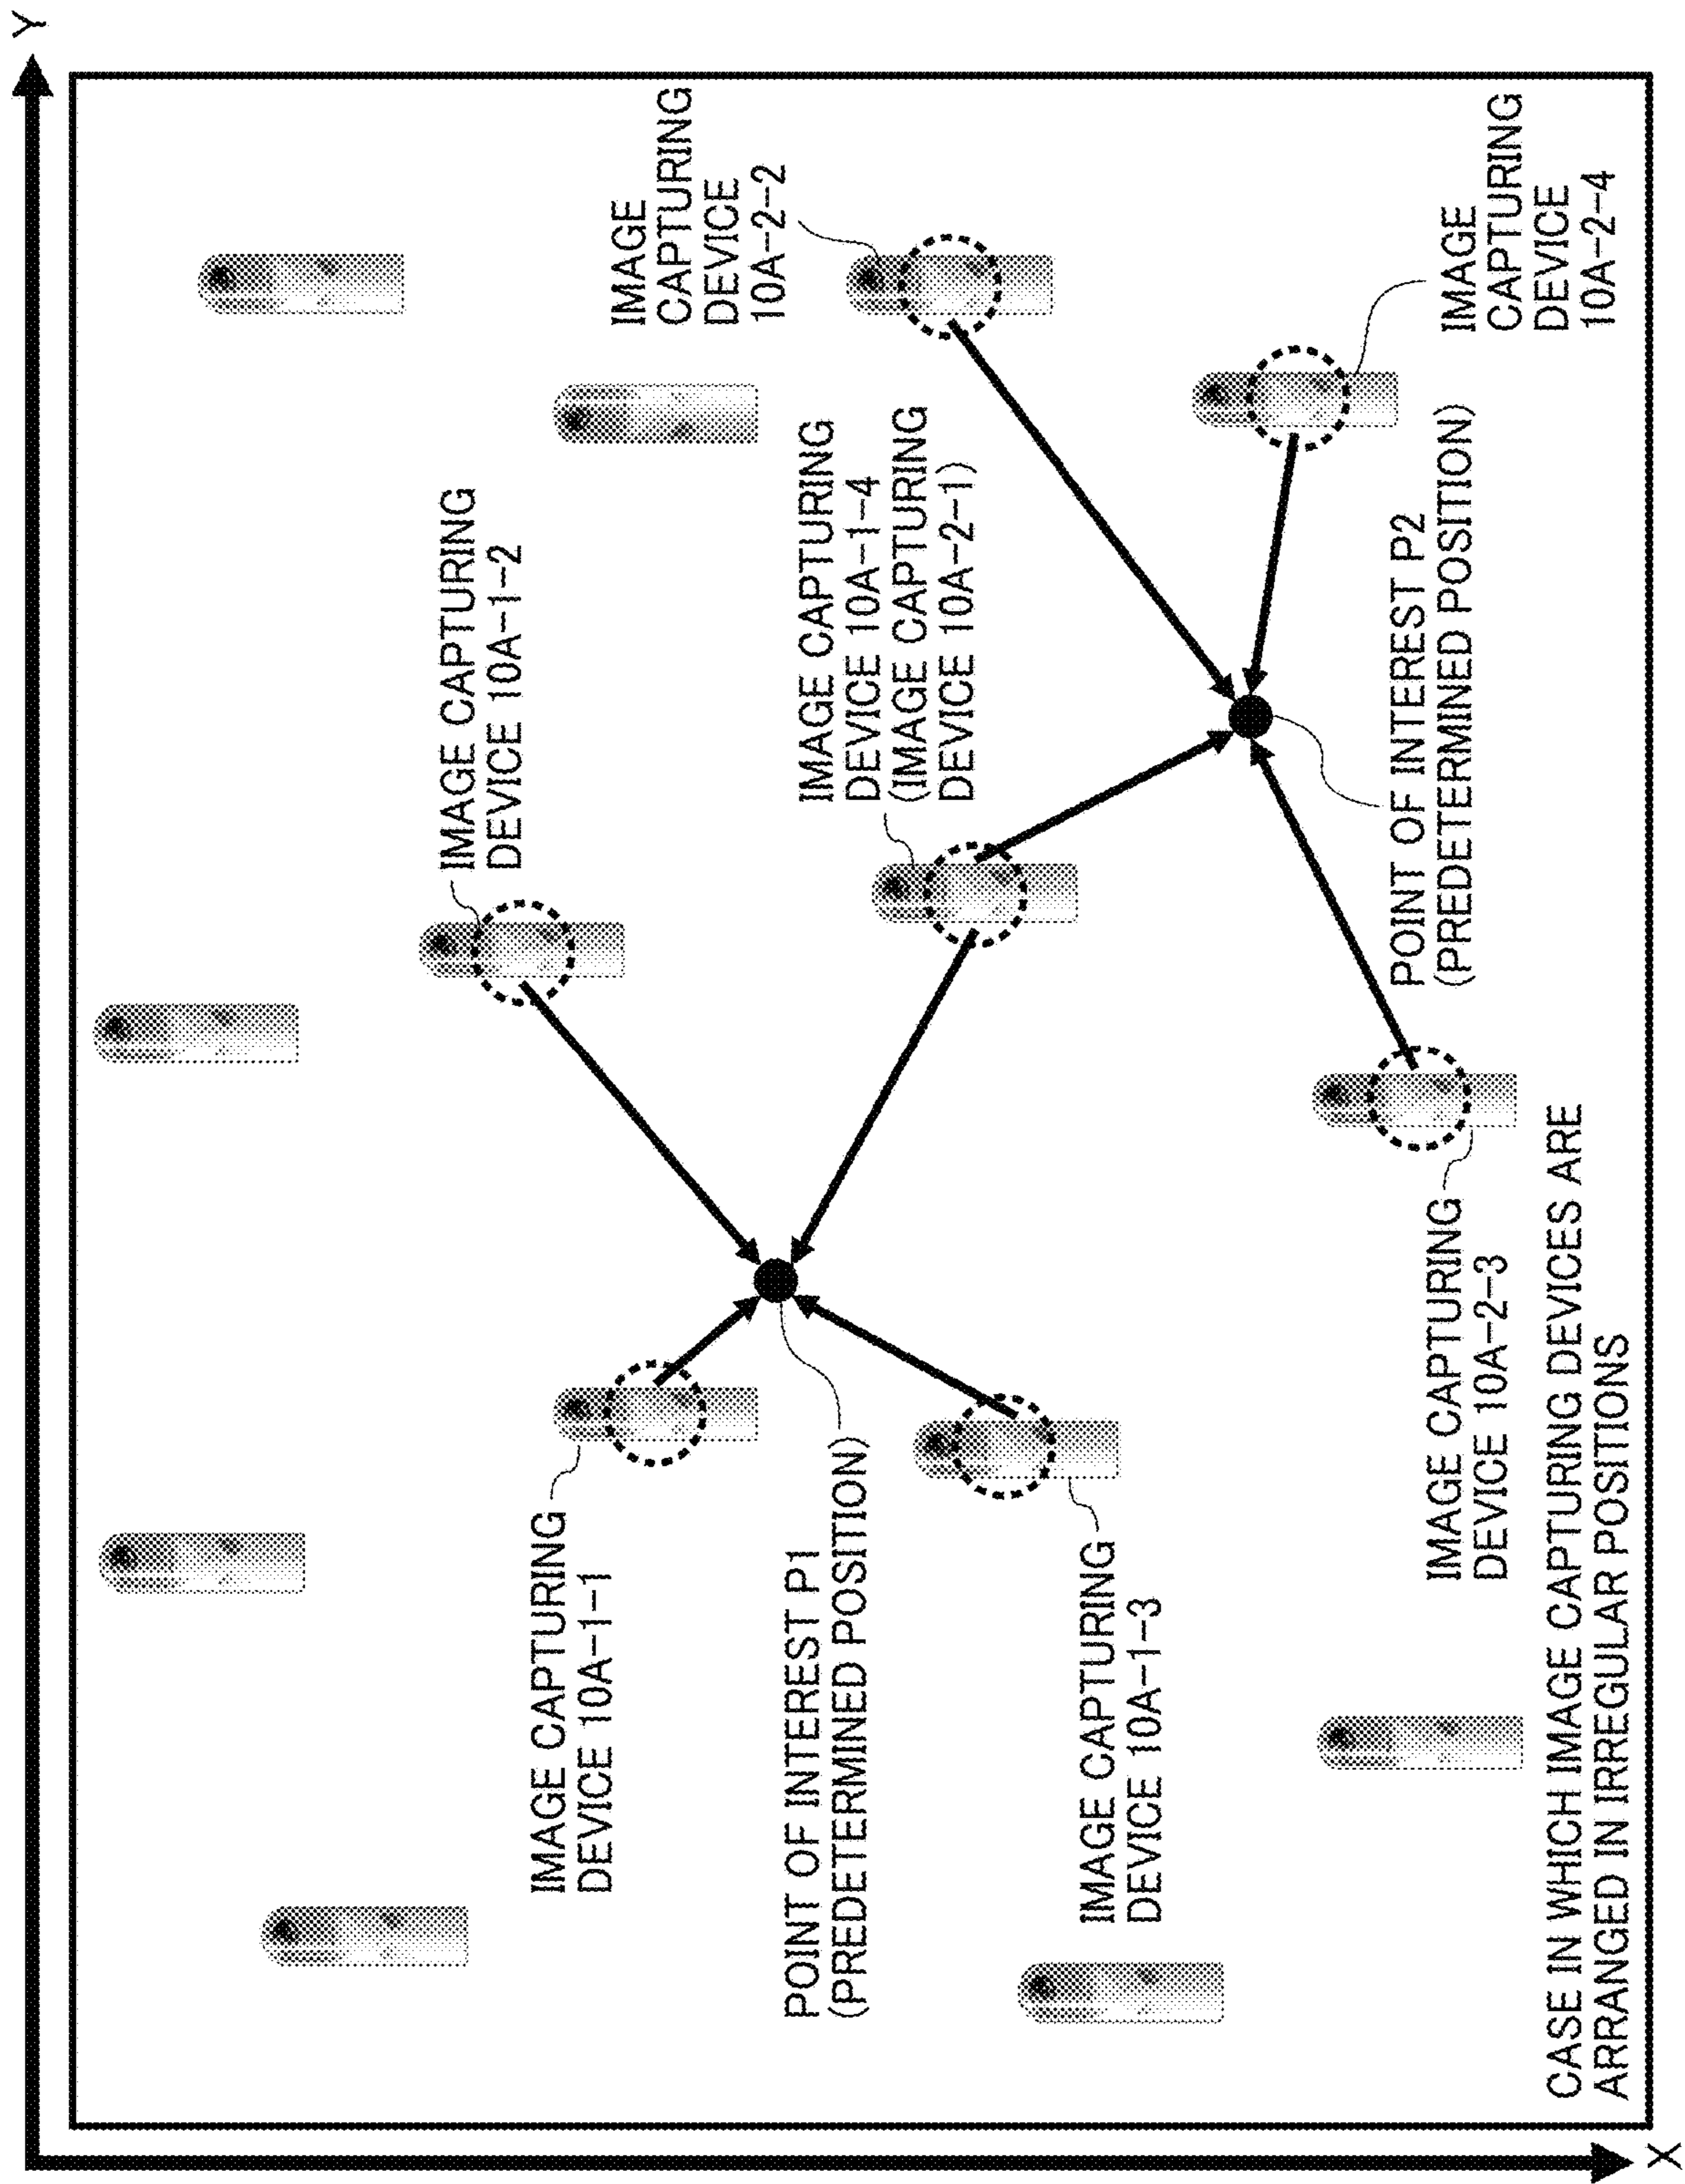 Y
IMAGE CAPTURING
DEVICE 10A-1-2
IMAGE
CAPTURING
DEVICE
10A-2-2
IMAGE CAPTURING
DEVICE 10A-1-1
IMAGE CAPTURING
DEVICE 10A-1-4
(IMAGE CAPTURING
DEVICE 10A-2-1)
POINT OF INTEREST P1
(PREDETERMINED POSITION)
IMAGE CAPTURING
DEVICE 10A-1-3
POINT OF INTEREST P2
(PREDETERMINED POSITION)
IMAGE
CAPTURING
DEVICE
10A-2-4
IMAGE CAPTURING
DEVICE 10A-2-3
CASE IN WHICH IMAGE CAPTURING DEVICES ARE
ARRANGED IN IRREGULAR POSITIONS
X